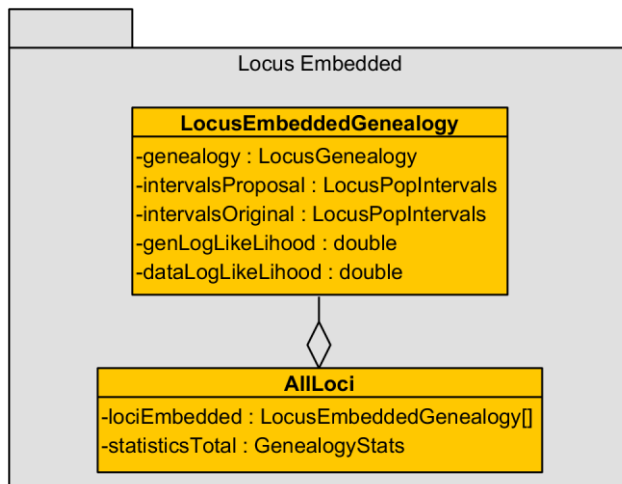 Locus Embedded
LocusEmbeddedGenealogy
-genealogy : LocusGenealogy
-intervalsProposal : LocusPopIntervals
-intervalsOriginal : LocusPopIntervals
-genLogLikeLihood : double
-dataLogLikeLihood : double
AllLoci
-lociEmbedded : LocusEmbeddedGenealogy[]
-statisticsTotal : GenealogyStats